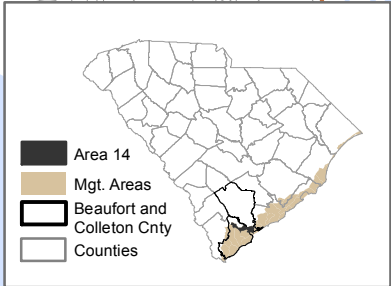 Area 14
Mgt. Areas
Beaufort and
Colleton Cnty
Counties